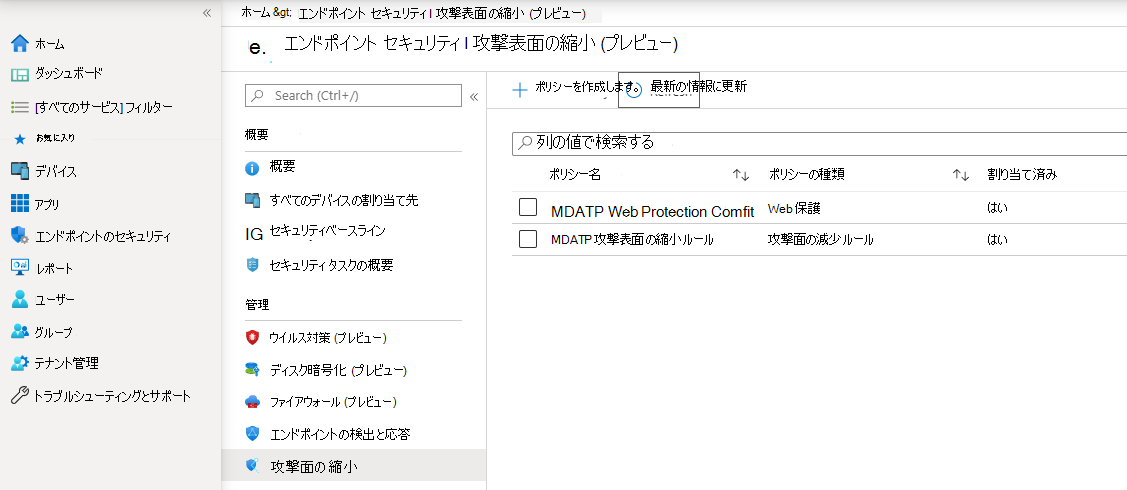 ホーム &gt; エンドポイント セキュリティ | 攻撃表面の縮小 (プレビュー)
e. エンドポイント セキュリティ | 攻撃表面の縮小 (プレビュー)
ホーム
ダッシュボード
[すべてのサービス] フィルター
お気に入り
デバイス
アプリ
エンドポイントのセキュリティ
レポート
ユーザー
グループ
テナント管理
トラブルシューティングとサポート
Search (Ctrl+/)
概要
概要
すべてのデバイスの割り当て先
IG セキュリティベースライン
セキュリティ タスクの概要
管理
ウイルス対策 (プレビュー)
ディスク暗号化 (プレビュー)
ファイアウォール (プレビュー)
エンドポイントの検出と応答
攻撃面の縮小
ポリシーを作成します。 最新の情報に更新
列の値で検索する
ポリシー名 ポリシーの種類 割り当て済み
MDATP Web Protection Comfit Web 保護 はい
MDATP 攻撃表面の縮小ルール 攻撃面の減少ルール はい